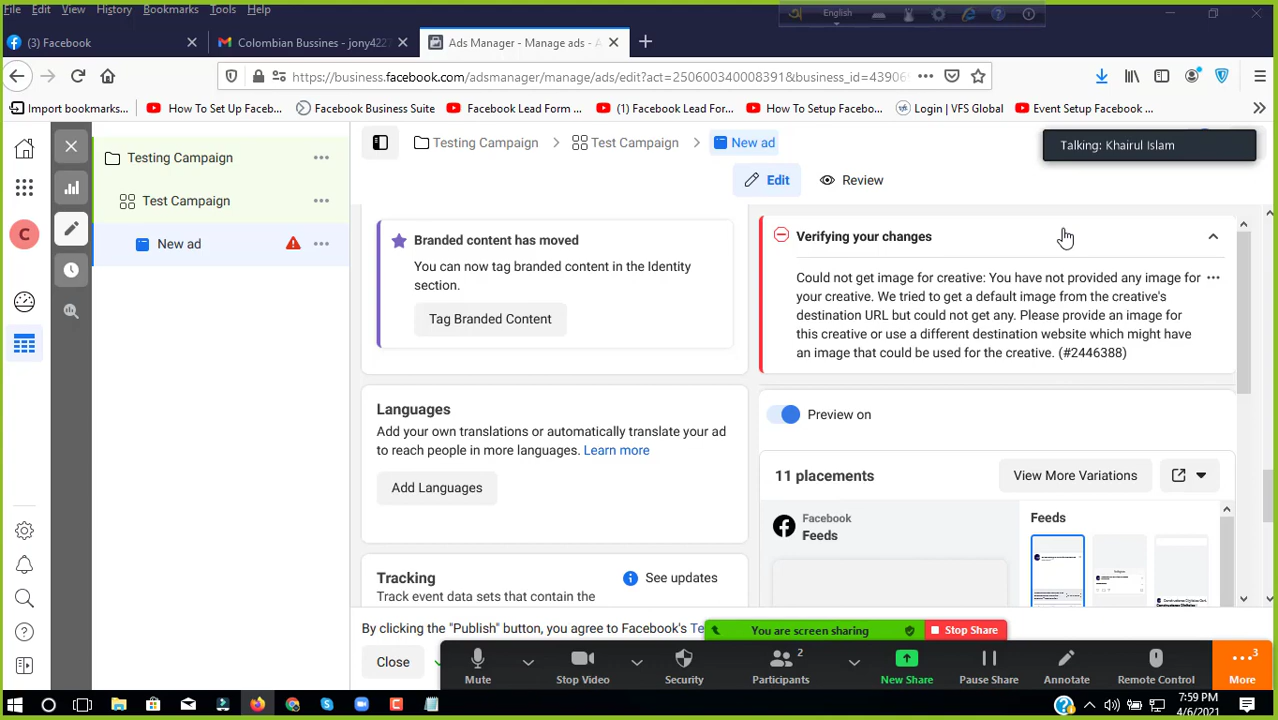 File Edit View History Bookmarks Tools Help
English
(3) Facebook
Colombian Bussines - jony422
Ads Manager - Manage ads - A
https://business.facebook.com/adsmanager/manage/ads/edit?act=250600340008391&business_id=43906
Import bookmarks...
How To Set Up Faceb...
Facebook Business Suite
Facebook Lead Form ...
(1) Facebook Lead For...
How To Setup Facebo...
Login | VFS Global
Event Setup Facebook ...
Testing Campaign
Test Campaign
New ad
Talking: Khairul Islam
Testing Campaign
Test Campaign
New ad
C
Edit
Review
Branded content has moved
You can now tag branded content in the Identity
section.
Tag Branded Content
Verifying your changes
Could not get image for creative: You have not provided any image for
your creative. We tried to get a default image from the creative's
destination URL but could not get any. Please provide an image for
this creative or use a different destination website which might have
an image that could be used for the creative. (#2446388)
Languages
Add your own translations or automatically translate your ad
to reach people in more languages. Learn more
Add Languages
Preview on
11 placements
View More Variations
Facebook
Feeds
Feeds
Tracking
See updates
Track event data sets that contain the
By clicking the "Publish" button, you agree to Facebook's Te
You are screen sharing
Stop Share
Close
Mute
Stop Video
Security
2
Participants
New Share
Pause Share
Annotate
Remote Control
3
More
7:59 PM
4/6/2021